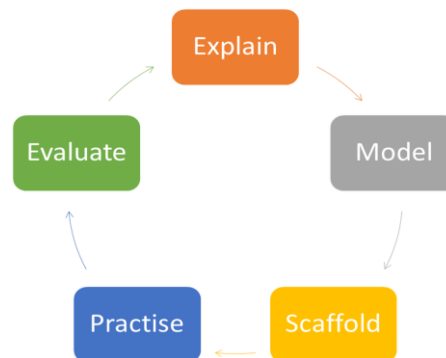 Explain
Model
Scaffold
Practise
Evaluate